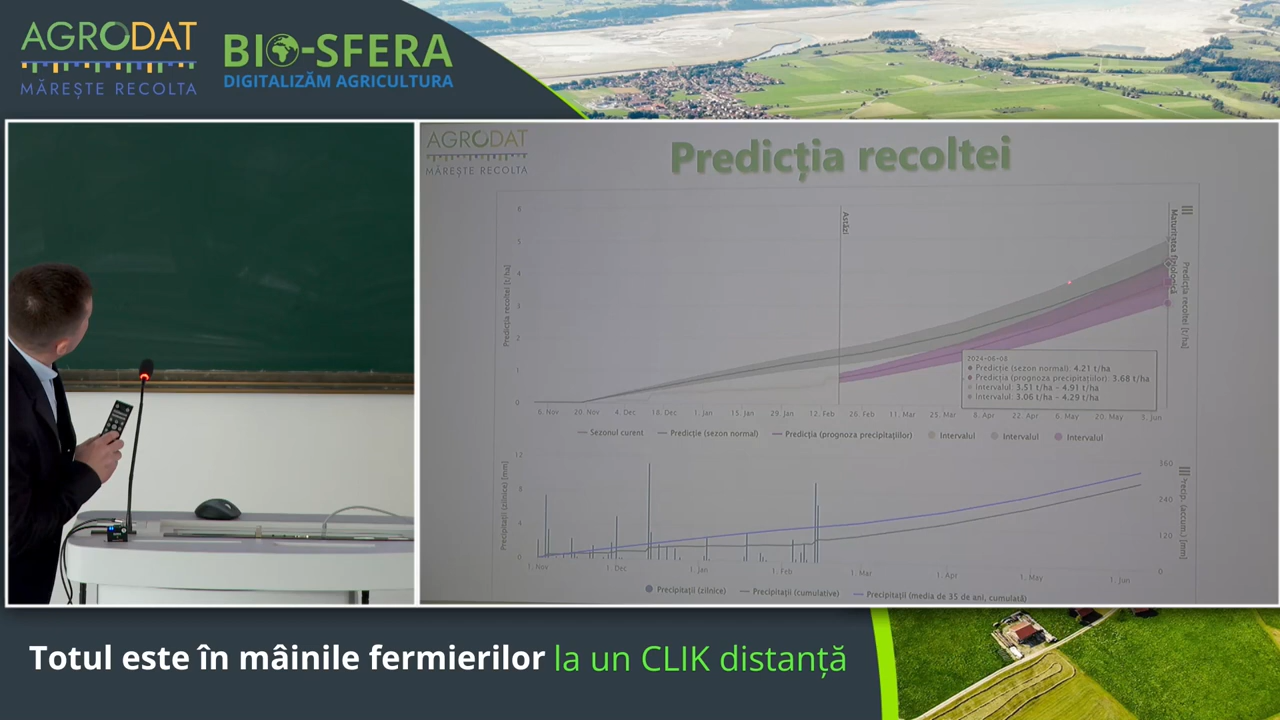 AGRODAT
MĂREȘTE RECOLTA
BIO-SFERA
DIGITALIZĂM AGRICULTURA
AGRODAT
MĂREȘTE RECOLTA
Predicția recoltei
Predicția recoltei [t/ha]
6
5
4
3
2
1
0
Astăzi
Maturitatea fiziologică
Predicția recoltei [t/ha]
2024-06-08
Predicție (sezon normal): 4.21 t/ha
Predicția (prognoza precipitațiilor): 3.68 t/ha
Intervalul: 3.51 t/ha - 4.91 t/ha
Intervalul: 3.06 t/ha - 4.29 t/ha
6. Nov 20. Nov 4. Dec 18. Dec 1. Jan 15. Jan 29. Jan 12. Feb 26. Feb 11. Mar 25. Mar 8. Apr 22. Apr 6. May 20. May 3. Jun
Sezonul curent Predicție (sezon normal) Predicția (prognoza precipitațiilor) Intervalul Intervalul Intervalul
Precipitații (zilnice) [mm]
12
8
4
0
360
240
120
0
Precip. (accum.) [mm]
1. Nov 1. Dec 1. Jan 1. Feb 1. Mar 1. Apr 1. May 1. Jun
Precipitații (zilnice) Precipitații (cumulative) Precipitații (media de 35 de ani, cumulată)
Totul este în mâinile fermierilor la un CLIK distanță